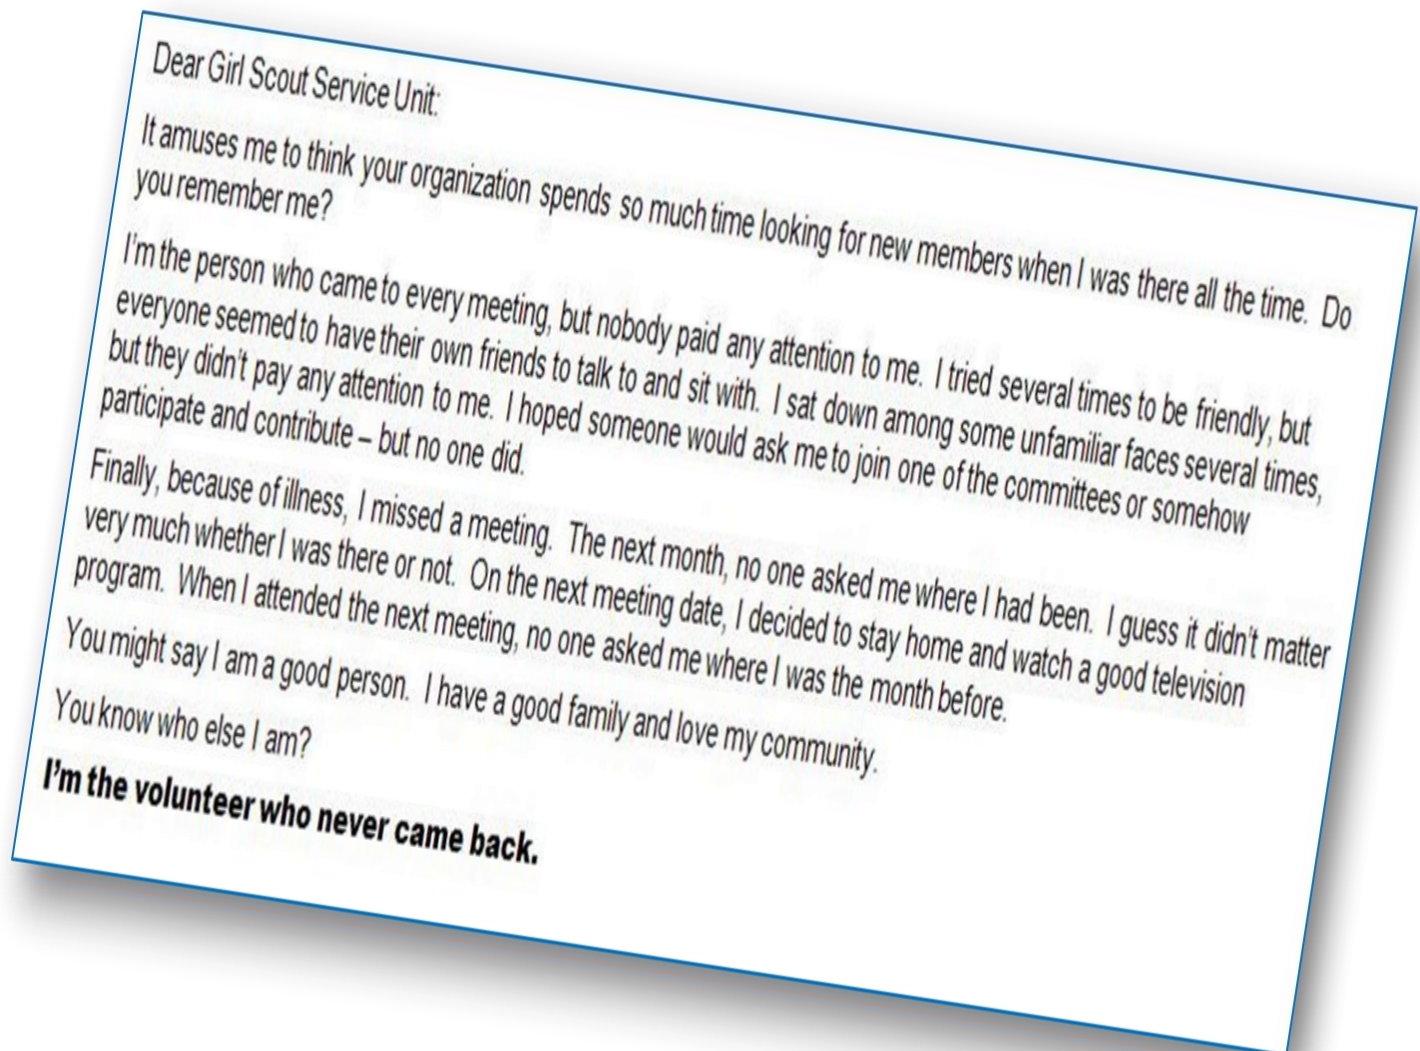 Dear Girl Scout Service Unit:
It amuses me to think your organization spends so much time looking for new members when I was there all the time. Do
you remember me?
I'm the person who came to every meeting, but nobody paid any attention to me. I tried several times to be friendly, but
everyone seemed to have their own friends to talk to and sit with. I sat down among some unfamiliar faces several times,
but they didn't pay any attention to me. I hoped someone would ask me to join one of the committees or somehow
participate and contribute – but no one did.
Finally, because of illness, I missed a meeting. The next month, no one asked me where I had been. I guess it didn't matter
very much whether I was there or not. On the next meeting date, I decided to stay home and watch a good television
program. When I attended the next meeting, no one asked me where I was the month before.
You might say I am a good person. I have a good family and love my community.
You know who else I am?
I'm the volunteer who never came back.